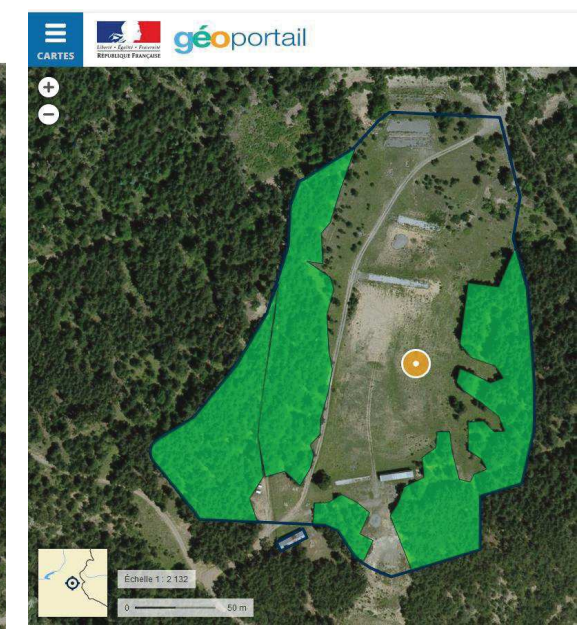 CARTES
Liberté • Égalité • Fraternité
RÉPUBLIQUE FRANÇAISE
géoportail
+
−
Échelle 1 : 2 132
0 50 m